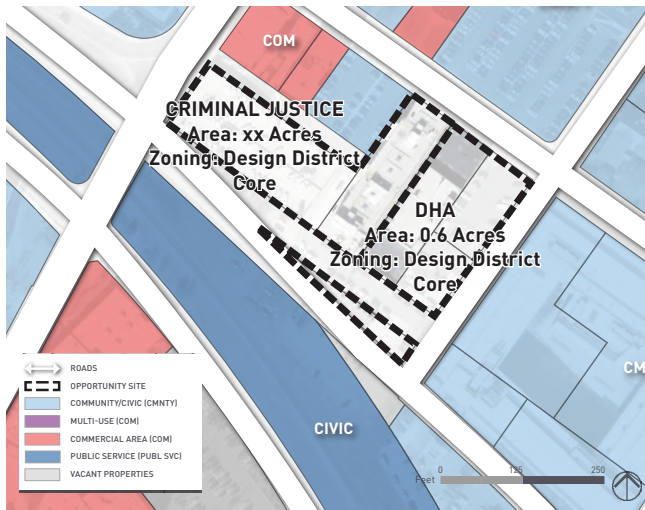 COM
CRIMINAL JUSTICE
Area: xx Acres
Zoning: Design District
Core
DHA
Area: 0.6 Acres
Zoning: Design District
Core
CM
CIVIC
ROADS
OPPORTUNITY SITE
COMMUNITY/CIVIC (CMNTY)
MULTI-USE (COM)
COMMERCIAL AREA (COM)
PUBLIC SERVICE (PUBL SVC)
VACANT PROPERTIES
0 125 250
Feet